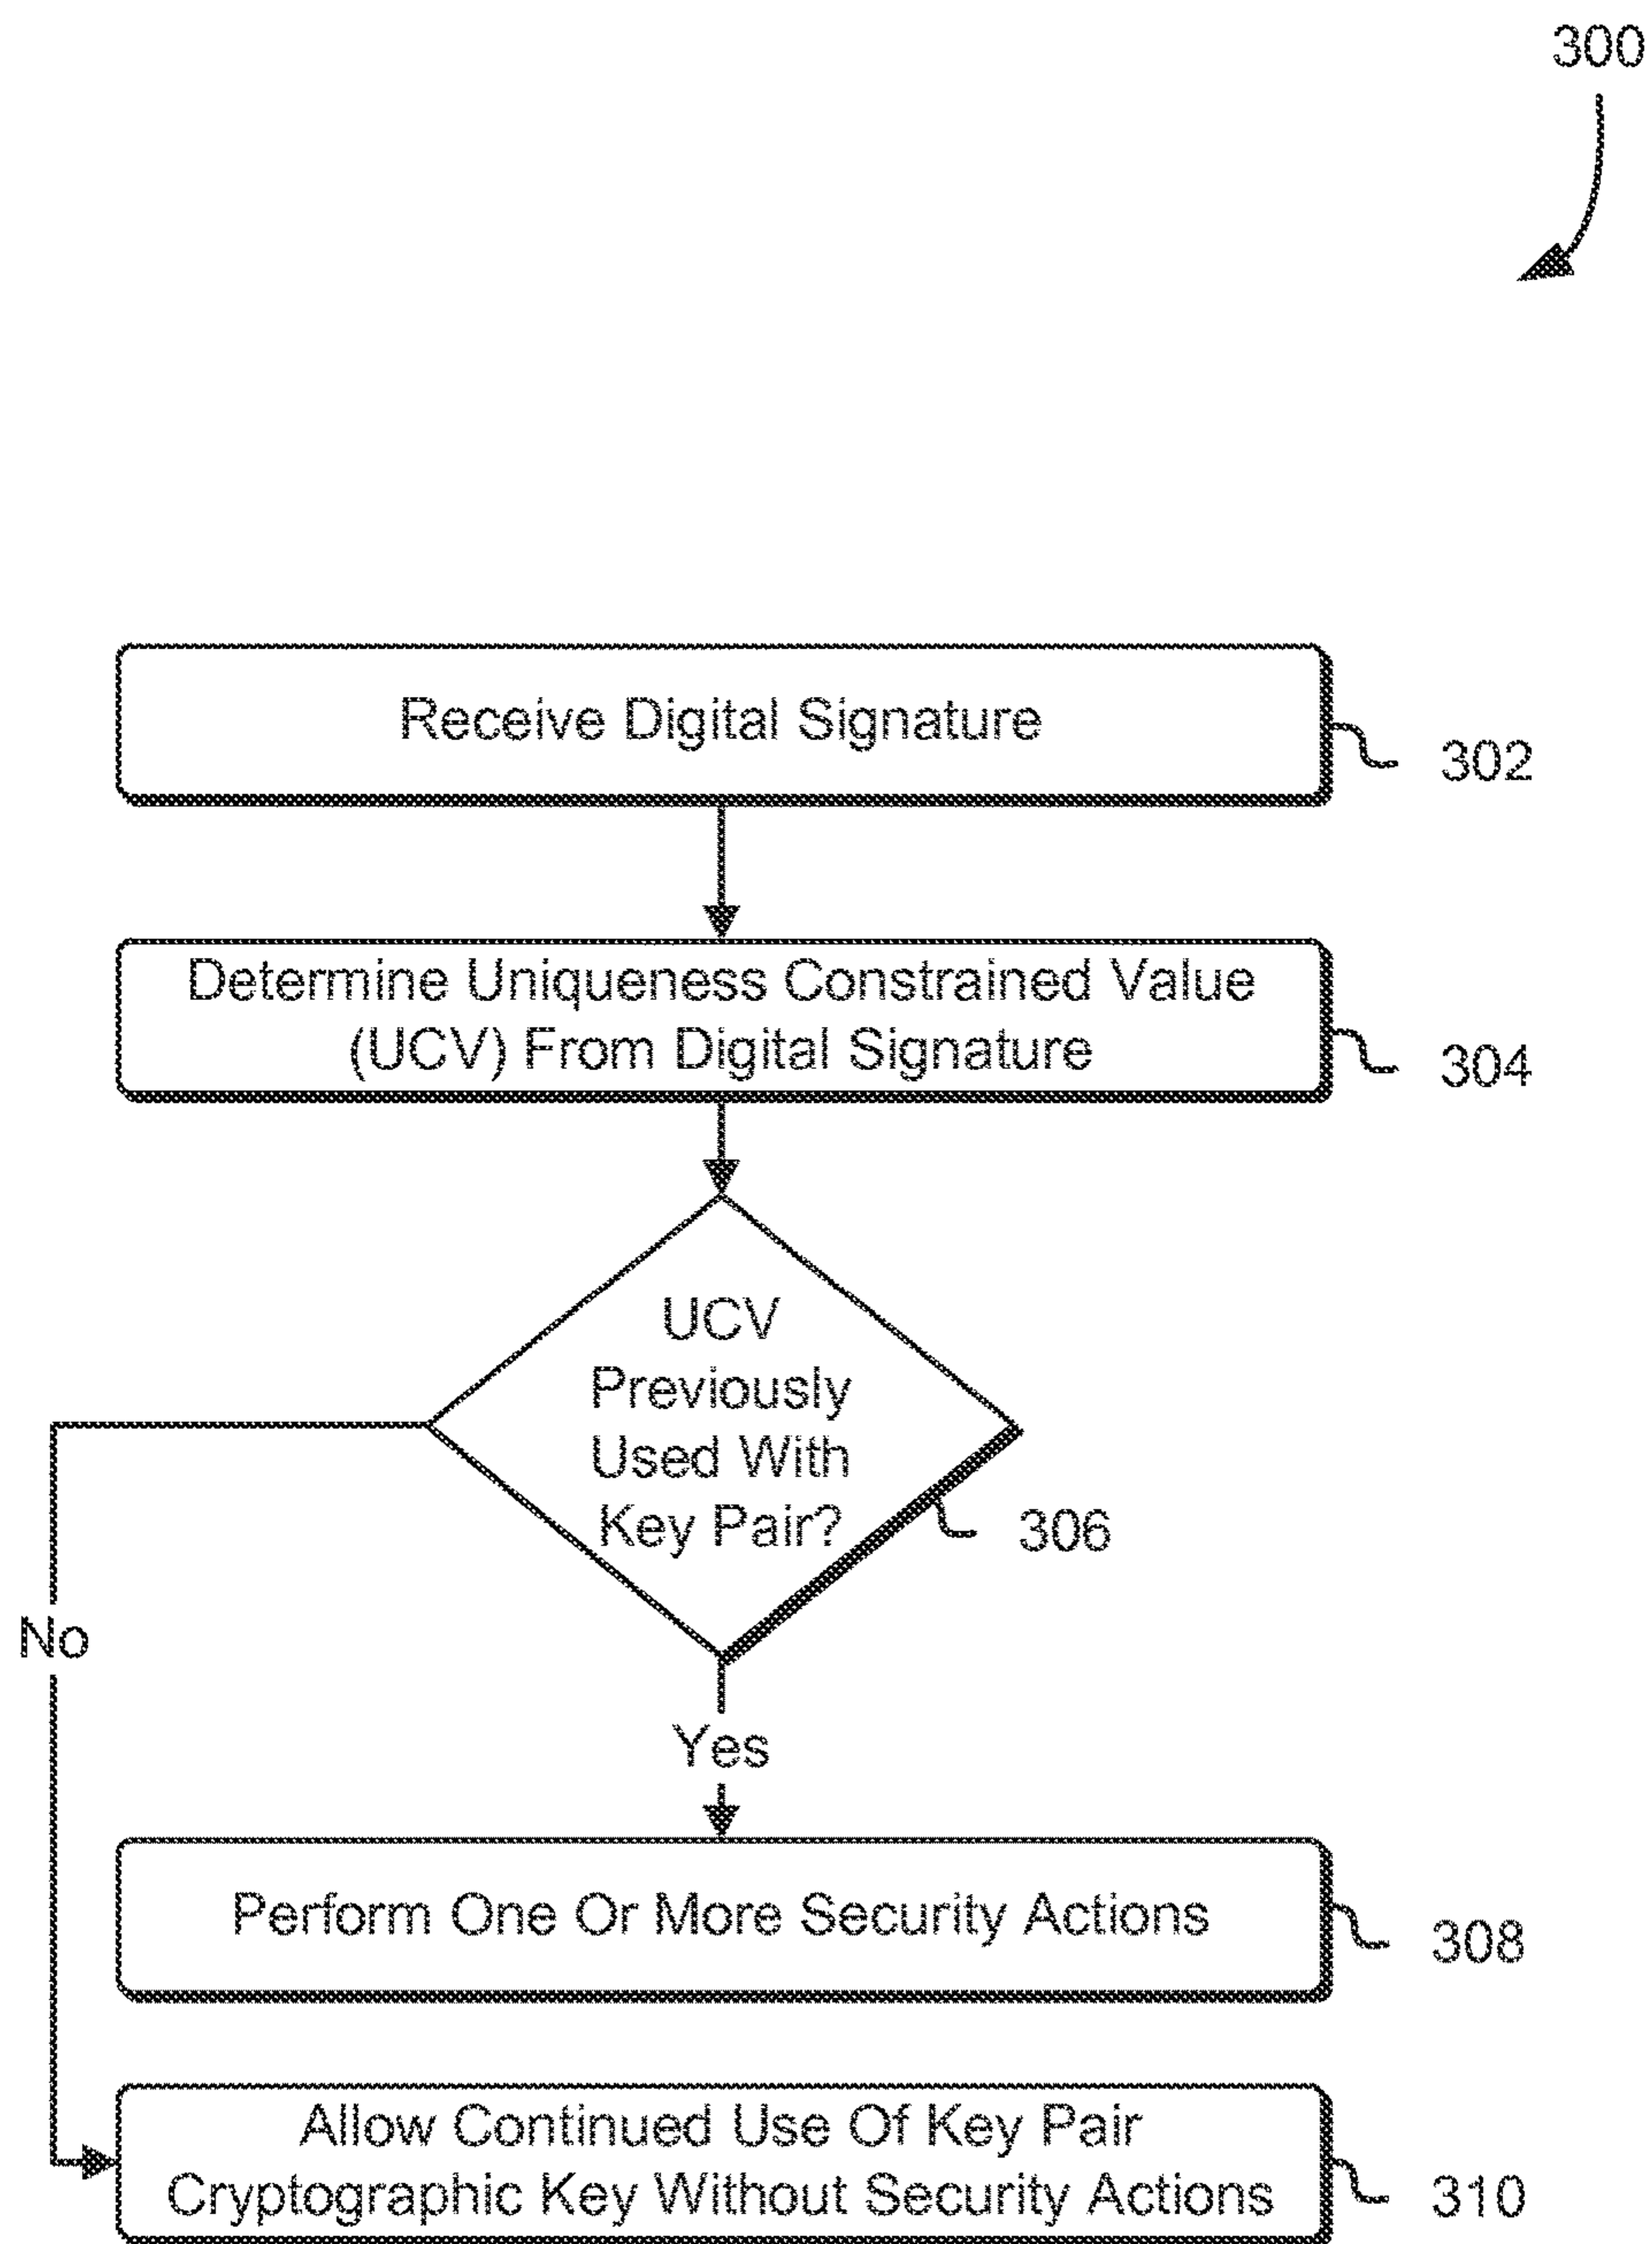 300
Receive Digital Signature
302
Determine Uniqueness Constrained Value
(UCV) From Digital Signature
304
UCV
Previously
Used With
Key Pair?
306
No
Yes
Perform One Or More Security Actions
308
Allow Continued Use Of Key Pair
Cryptographic Key Without Security Actions
310